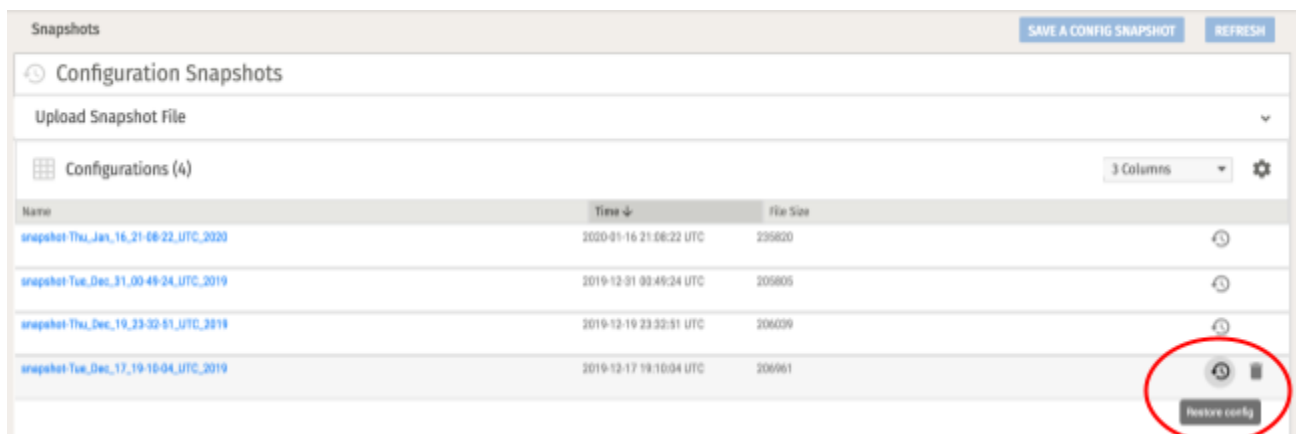 Snapshots SAVE A CONFIG SNAPSHOT REFRESH
Configuration Snapshots
Upload Snapshot File
Configurations (4) 3 Columns
Name Time File Size
snapshot-Thu_Jan_16_21-08-22_UTC_2020 2020-01-16 21:08:22 UTC 235820
snapshot-Tue_Dec_31_00-49-24_UTC_2019 2019-12-31 00:49:24 UTC 205805
snapshot-Thu_Dec_19_23-32-51_UTC_2019 2019-12-19 23:32:51 UTC 206039
snapshot-Tue_Dec_17_19-10-04_UTC_2019 2019-12-17 19:10:04 UTC 206961
Restore config